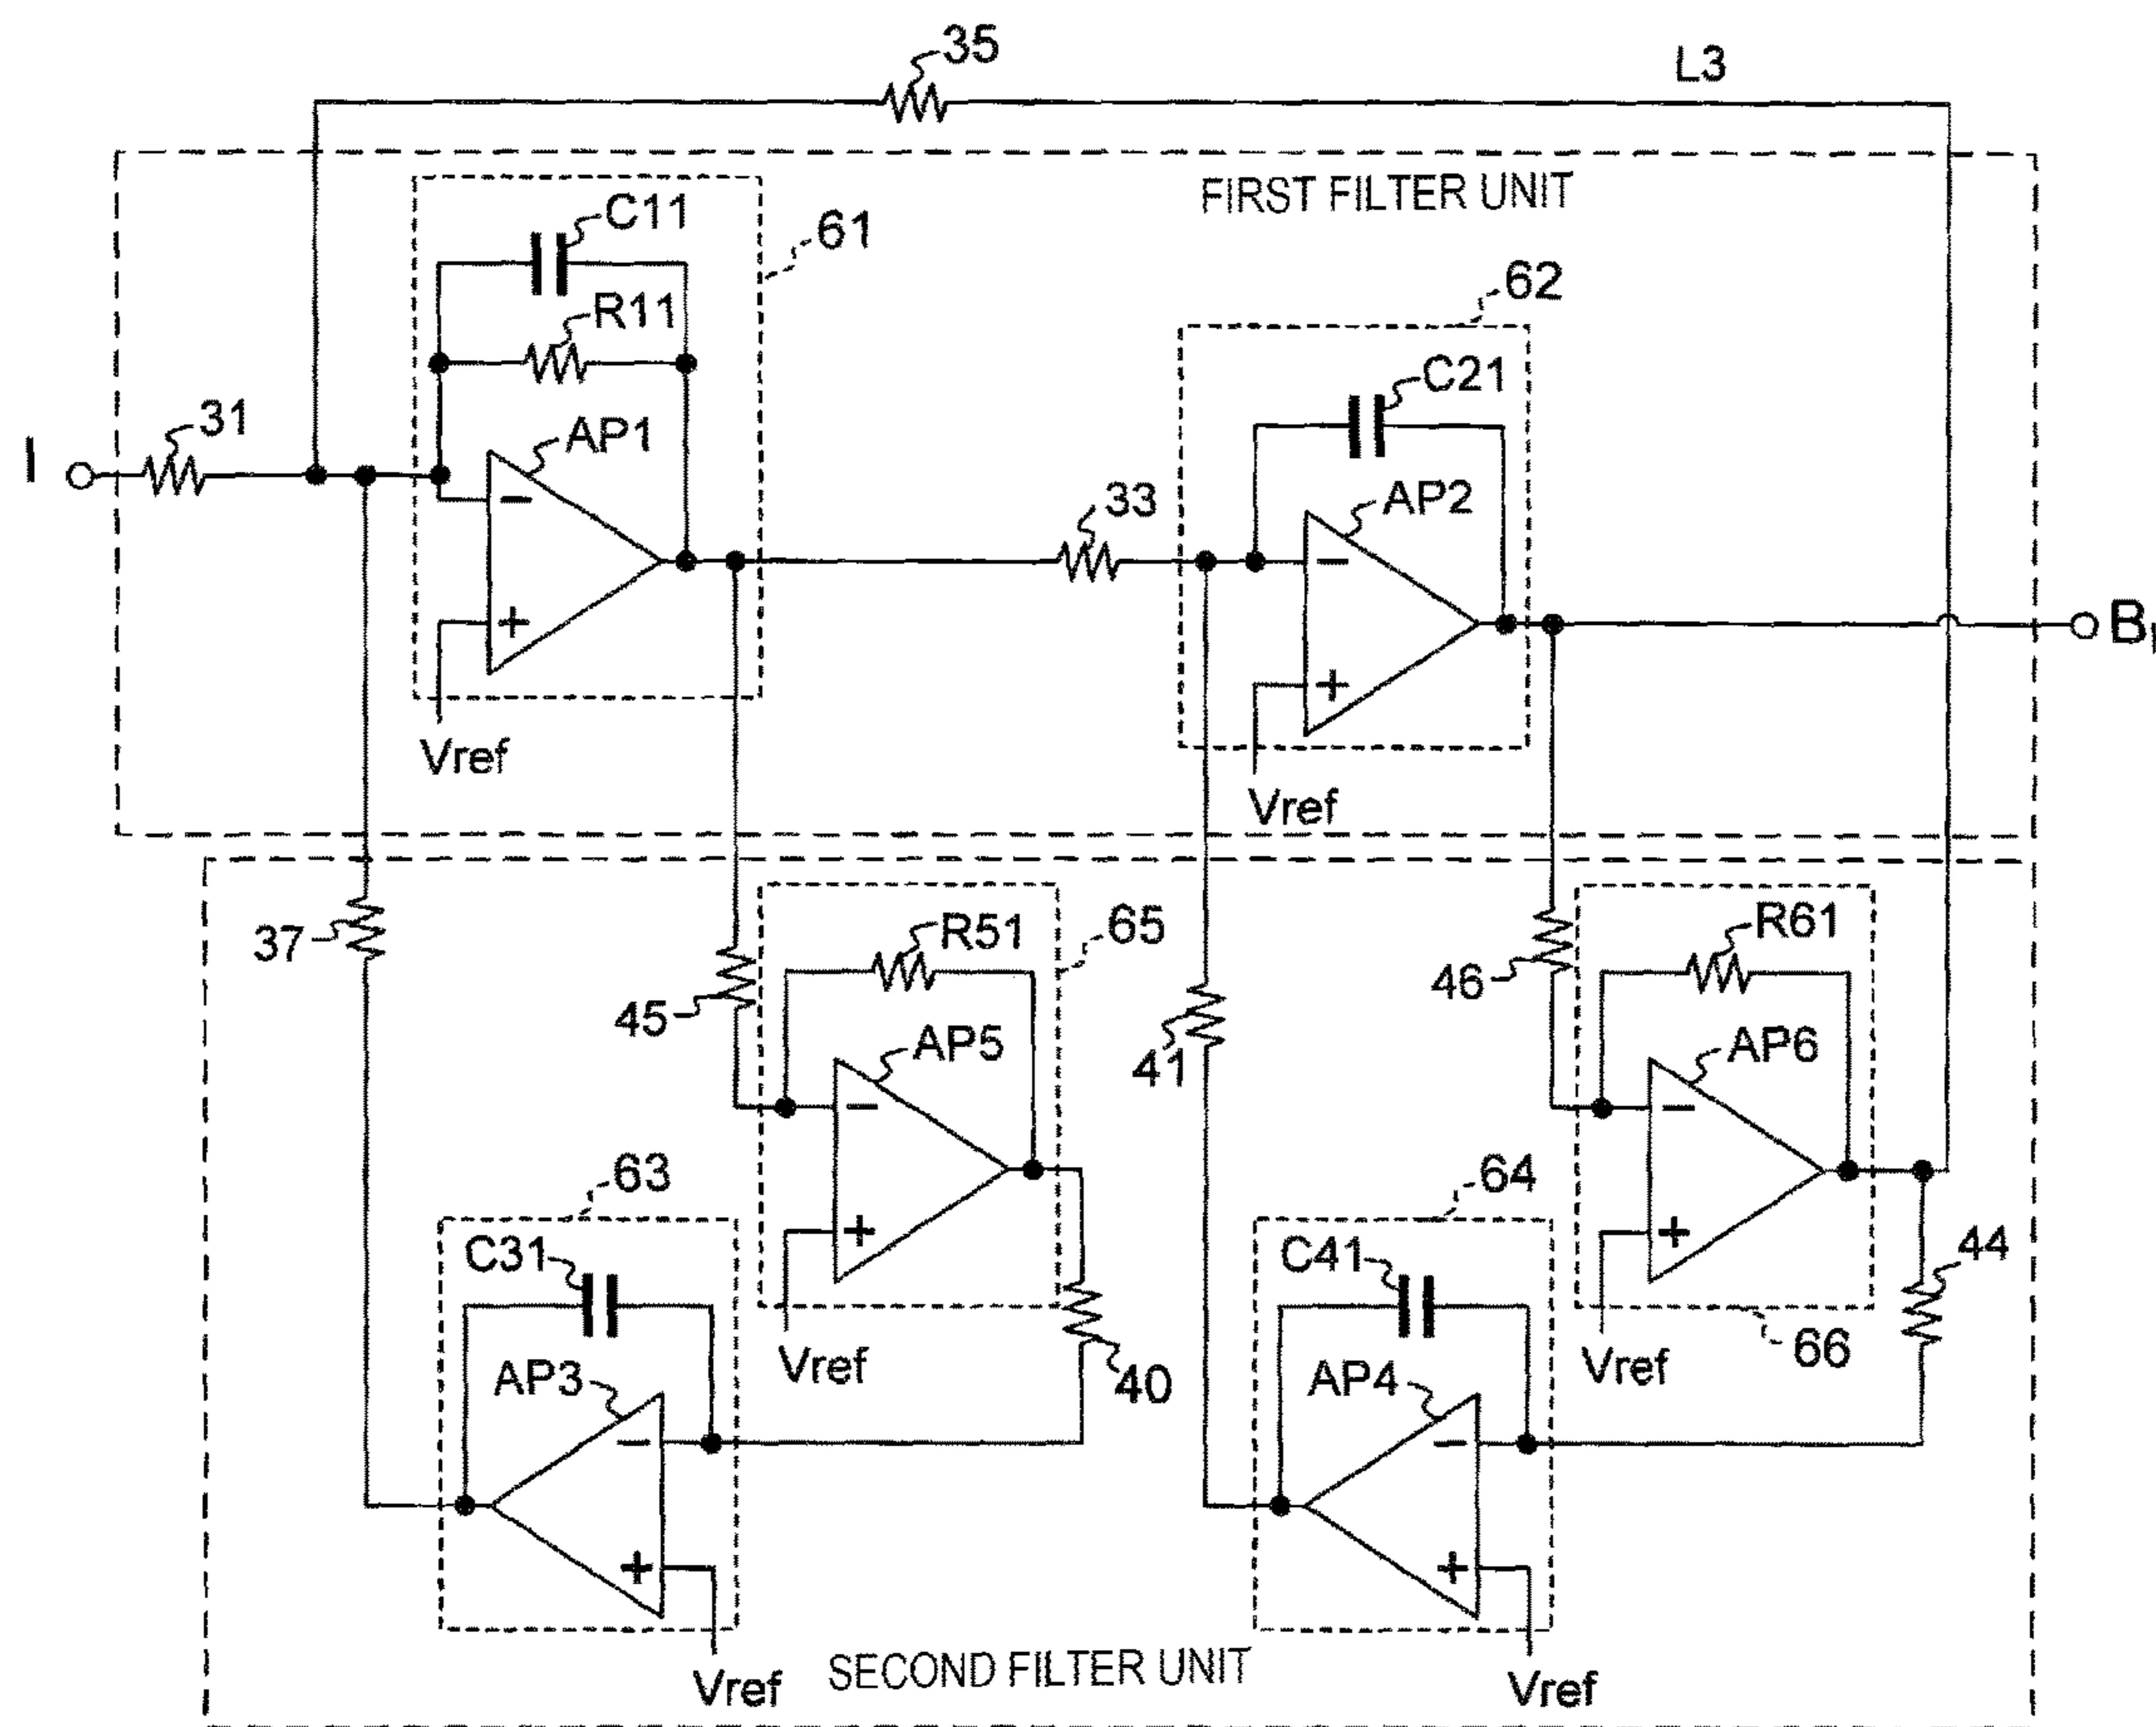 35
L3
FIRST FILTER UNIT
C11
61
R11
62
C21
31
AP1
I
−
33
AP2
−
+
BI
+
Vref
Vref
37
45
R51
65
41
46
R61
AP5
AP6
−
−
63
64
C31
+
C41
+
44
Vref
Vref
66
AP3
40
AP4
−
−
+
+
SECOND FILTER UNIT
Vref
Vref